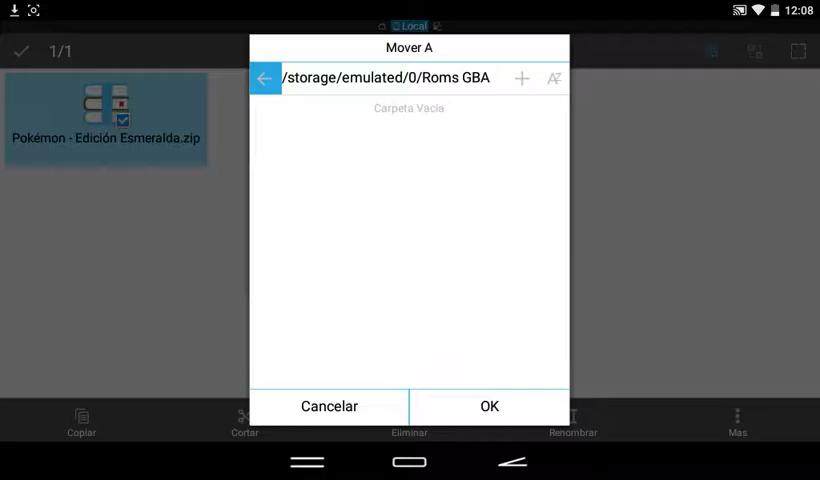 12:08
Local
1/1
Mover A
/storage/emulated/0/Roms GBA
AZ
Carpeta Vacia
Pokémon - Edición Esmeralda.zip
Cancelar
OK
Copiar
Cortar
Eliminar
Renombrar
Mas